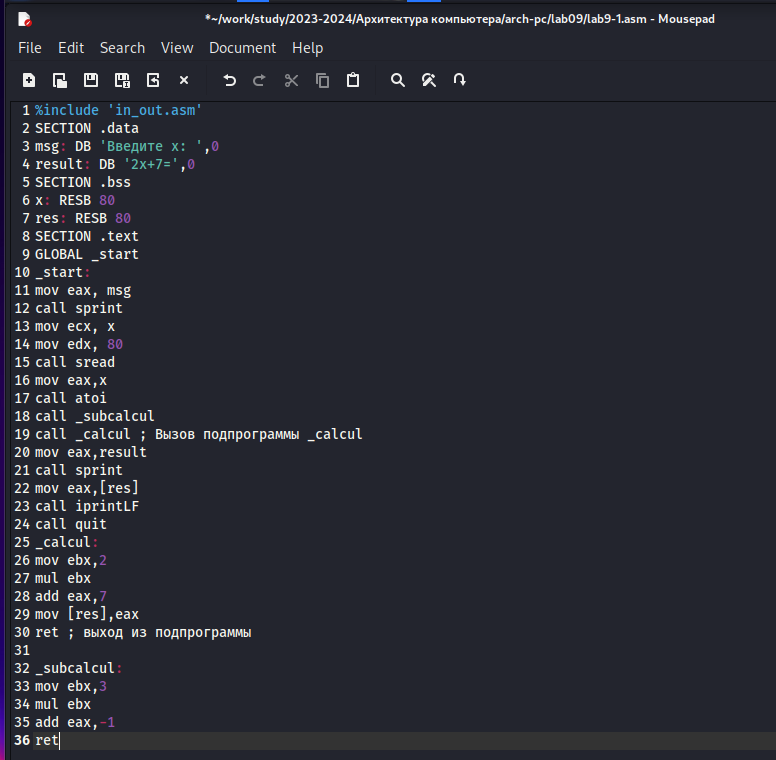 *~/work/study/2023-2024/Архитектура компьютера/arch-pc/lab09/lab9-1.asm - Mousepad
File Edit Search View Document Help
1 %include 'in_out.asm'
2 SECTION .data
3 msg: DB 'Введите x: ',0
4 result: DB '2x+7=',0
5 SECTION .bss
6 x: RESB 80
7 res: RESB 80
8 SECTION .text
9 GLOBAL _start
10 _start:
11 mov eax, msg
12 call sprint
13 mov ecx, x
14 mov edx, 80
15 call sread
16 mov eax,x
17 call atoi
18 call _subcalcul
19 call _calcul ; Вызов подпрограммы _calcul
20 mov eax,result
21 call sprint
22 mov eax,[res]
23 call iprintLF
24 call quit
25 _calcul:
26 mov ebx,2
27 mul ebx
28 add eax,7
29 mov [res],eax
30 ret ; выход из подпрограммы
31
32 _subcalcul:
33 mov ebx,3
34 mul ebx
35 add eax,-1
36 ret